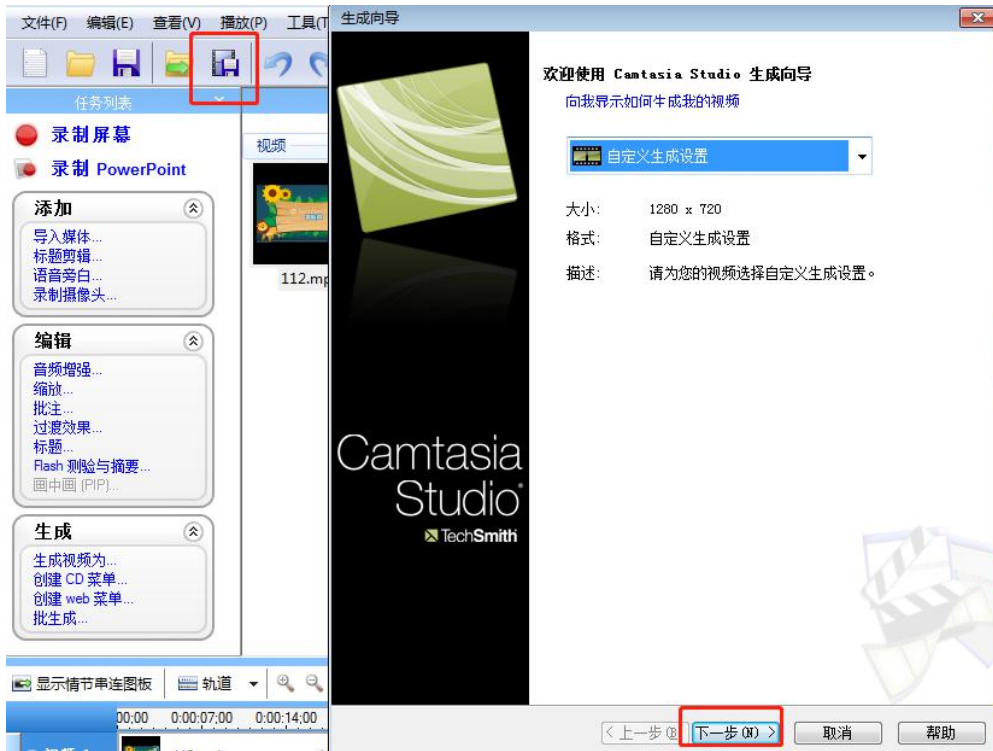 文件(F) 编辑(E) 查看(V) 播放(P) 工具(T
任务列表
录制屏幕
录制 PowerPoint
添加
导入媒体...
标题剪辑...
语音旁白...
录制摄像头...
编辑
音频增强...
缩放...
批注...
过渡效果...
标题...
Flash 测验与摘要...
画中画 (PIP)...
生成
生成视频为...
创建 CD 菜单...
创建 web 菜单...
批生成...
视频
112.mp
显示情节串连图板 轨道
00;00 0:00:07;00 0:00:14;00
视频 1
生成向导
欢迎使用 Camtasia Studio 生成向导
向我显示如何生成我的视频
自定义生成设置
大小: 1280 x 720
格式: 自定义生成设置
描述: 请为您的视频选择自定义生成设置。
Camtasia
Studio
TechSmith
<上一步(B 下一步(N) > 取消 帮助